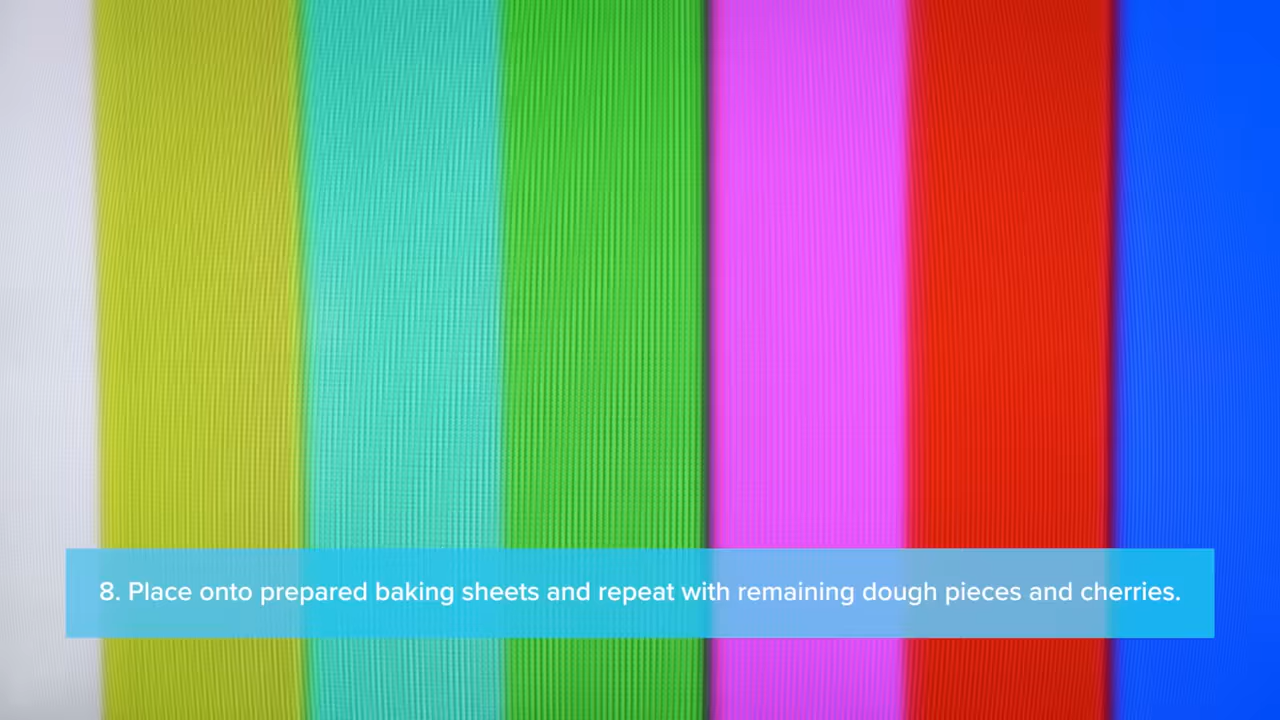 8. Place onto prepared baking sheets and repeat with remaining dough pieces and cherries.